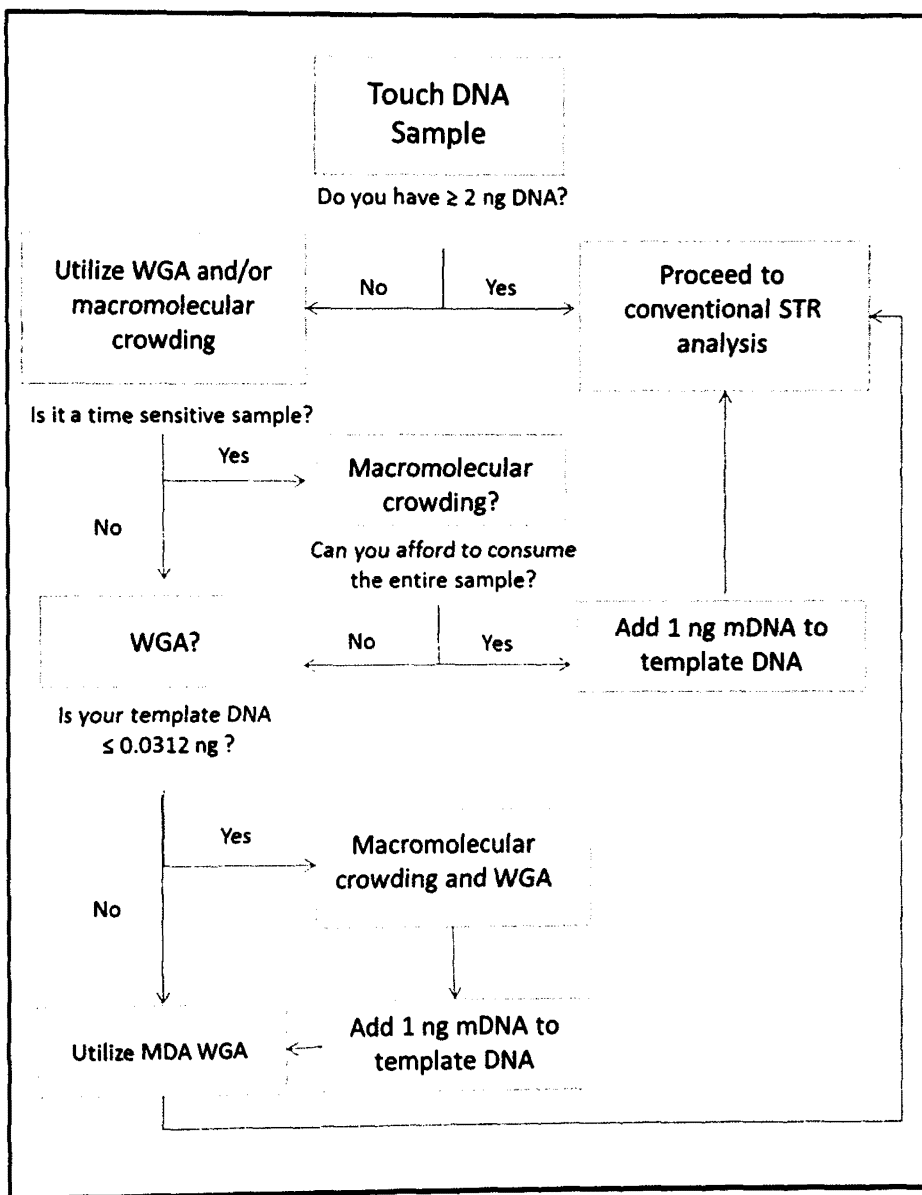 Touch DNA
Sample
Do you have ≥ 2 ng DNA?
Utilize WGA and/or
macromolecular
crowding
No
Yes
Proceed to
conventional STR
analysis
Is it a time sensitive sample?
Yes
Macromolecular
crowding?
No
Can you afford to consume
the entire sample?
WGA?
No
Yes
Add 1 ng mDNA to
template DNA
Is your template DNA
≤ 0.0312 ng ?
Yes
Macromolecular
crowding and WGA
No
Utilize MDA WGA
Add 1 ng mDNA to
template DNA